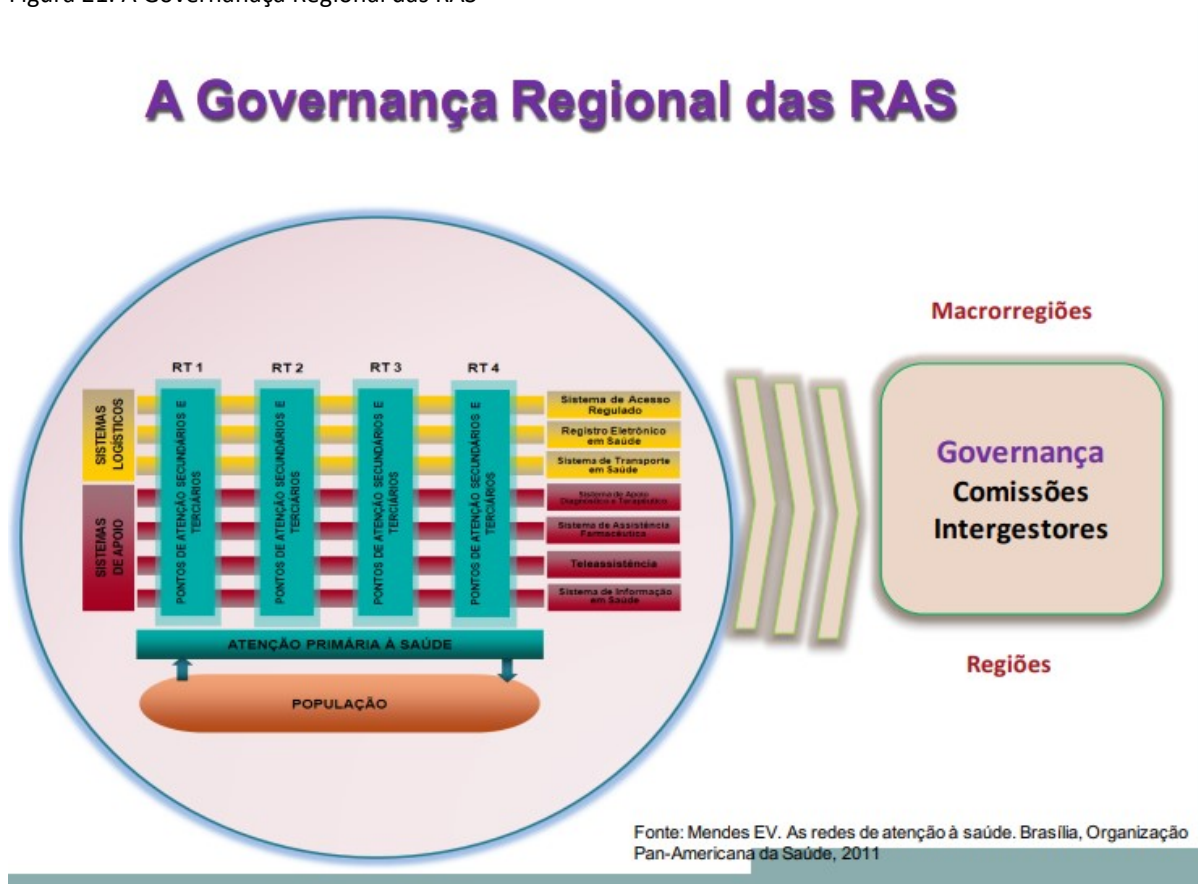 A Governança Regional das RAS
Macrorregiões
RT 1
RT 2
RT 3
RT 4
SISTEMAS
LOGÍSTICOS
SISTEMAS
DE APOIO
PONTOS DE ATENÇÃO SECUNDÁRIOS E
TERCIÁRIOS
PONTOS DE ATENÇÃO SECUNDÁRIOS E
TERCIÁRIOS
PONTOS DE ATENÇÃO SECUNDÁRIOS E
TERCIÁRIOS
PONTOS DE ATENÇÃO SECUNDÁRIOS E
TERCIÁRIOS
Sistema de Acesso
Regulado
Registro Eletrônico
em Saúde
Sistema de Transporte
em Saúde
Sistema de Apoio
Diagnóstico e Terapêutico
Sistema de Assistência
Farmacêutica
Teleassistência
Sistema de Informação
em Saúde
ATENÇÃO PRIMÁRIA À SAÚDE
POPULAÇÃO
Governança
Comissões
Intergestores
Regiões
Fonte: Mendes EV. As redes de atenção à saúde. Brasília, Organização
Pan-Americana da Saúde, 2011